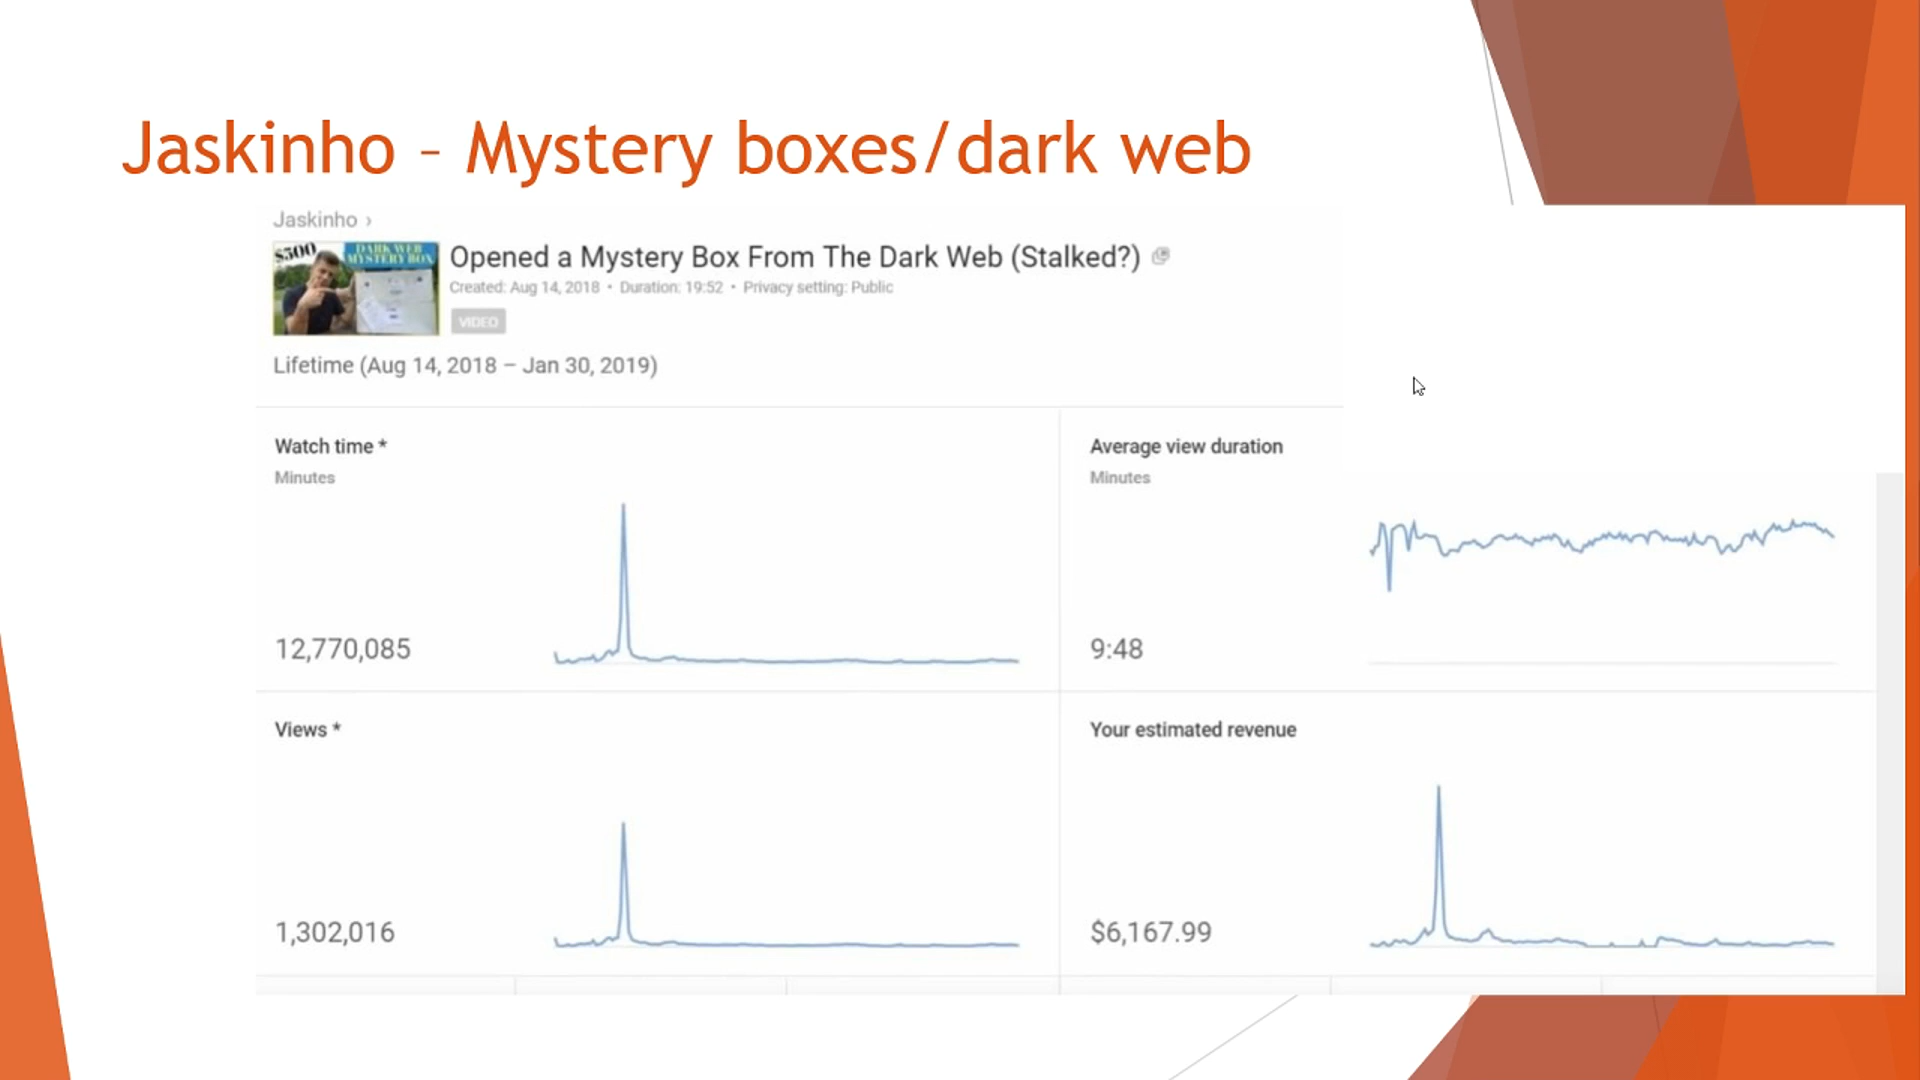 Jaskinho – Mystery boxes/dark web
Jaskinho ›
$500
DARK WEB
MYSTERY BOX
Opened a Mystery Box From The Dark Web (Stalked?)
Created: Aug 14, 2018 • Duration: 19:52 • Privacy setting: Public
VIDEO
Lifetime (Aug 14, 2018 – Jan 30, 2019)
Watch time *
Minutes
12,770,085
Average view duration
Minutes
9:48
Views *
1,302,016
Your estimated revenue
$6,167.99